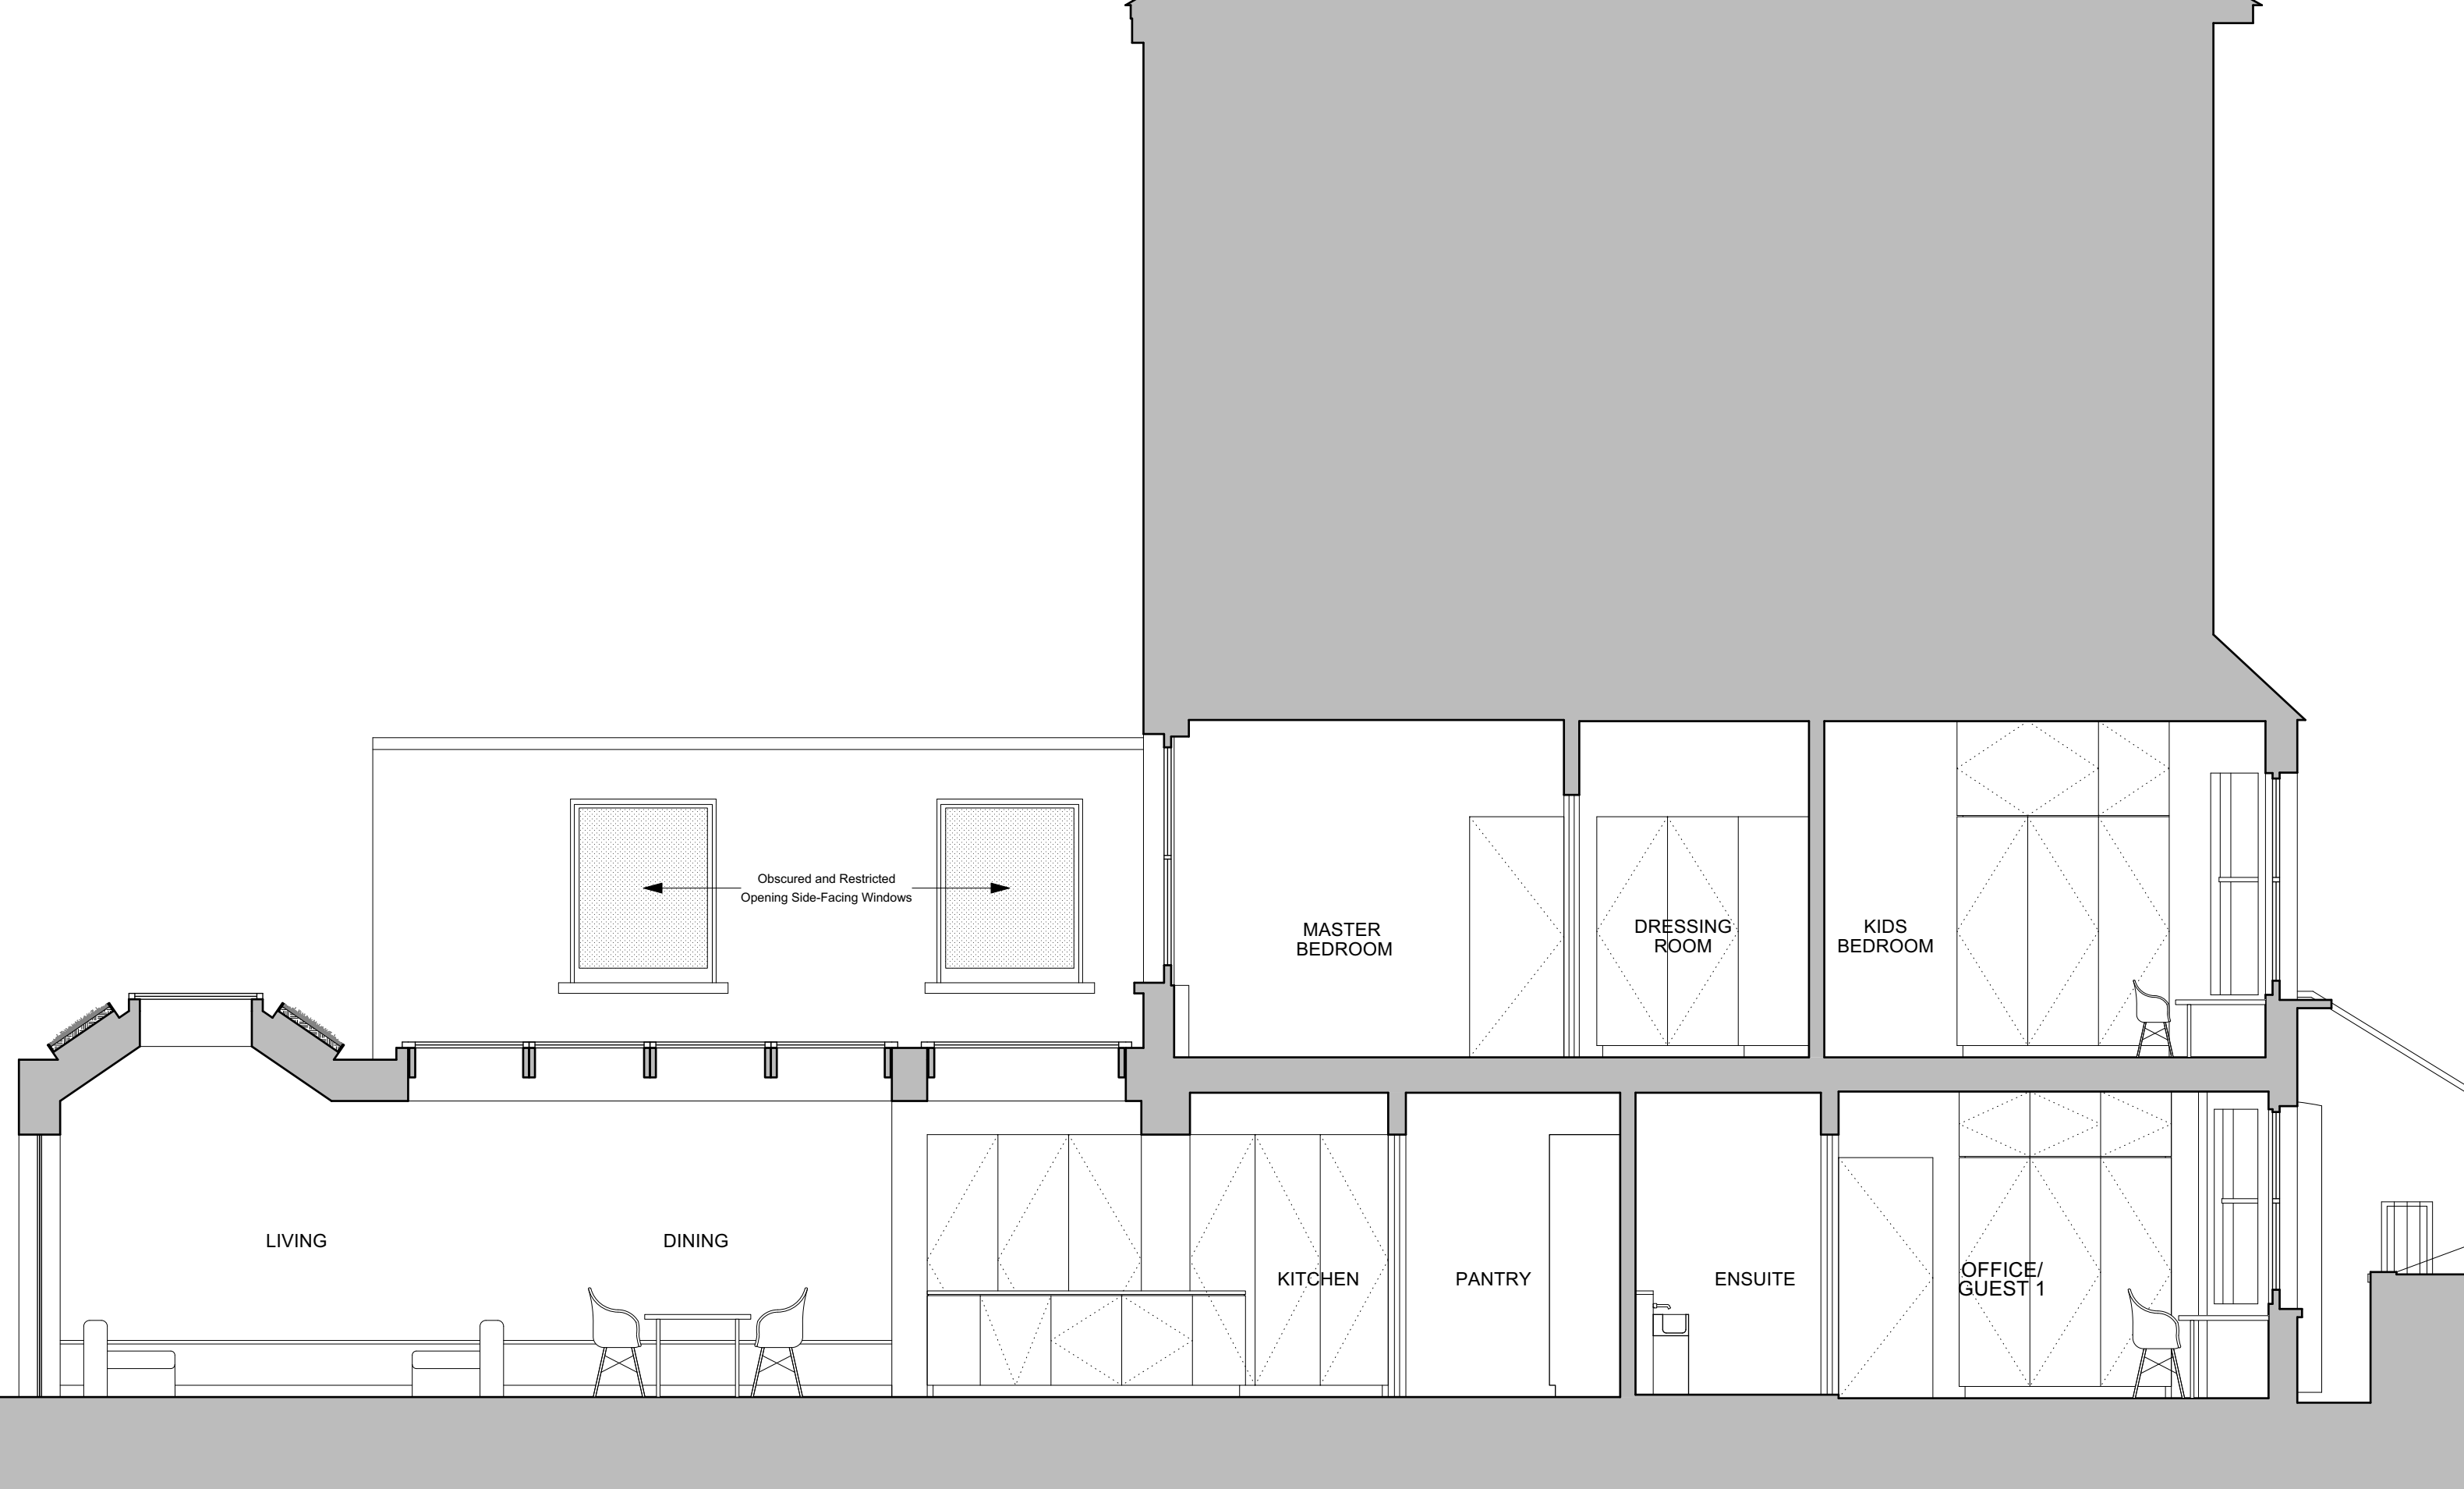 Obscured and Restricted
Opening Side-Facing Windows
MASTER
BEDROOM
DRESSING
ROOM
KIDS
BEDROOM
LIVING
DINING
KITCHEN
PANTRY
ENSUITE
OFFICE/
GUEST 1